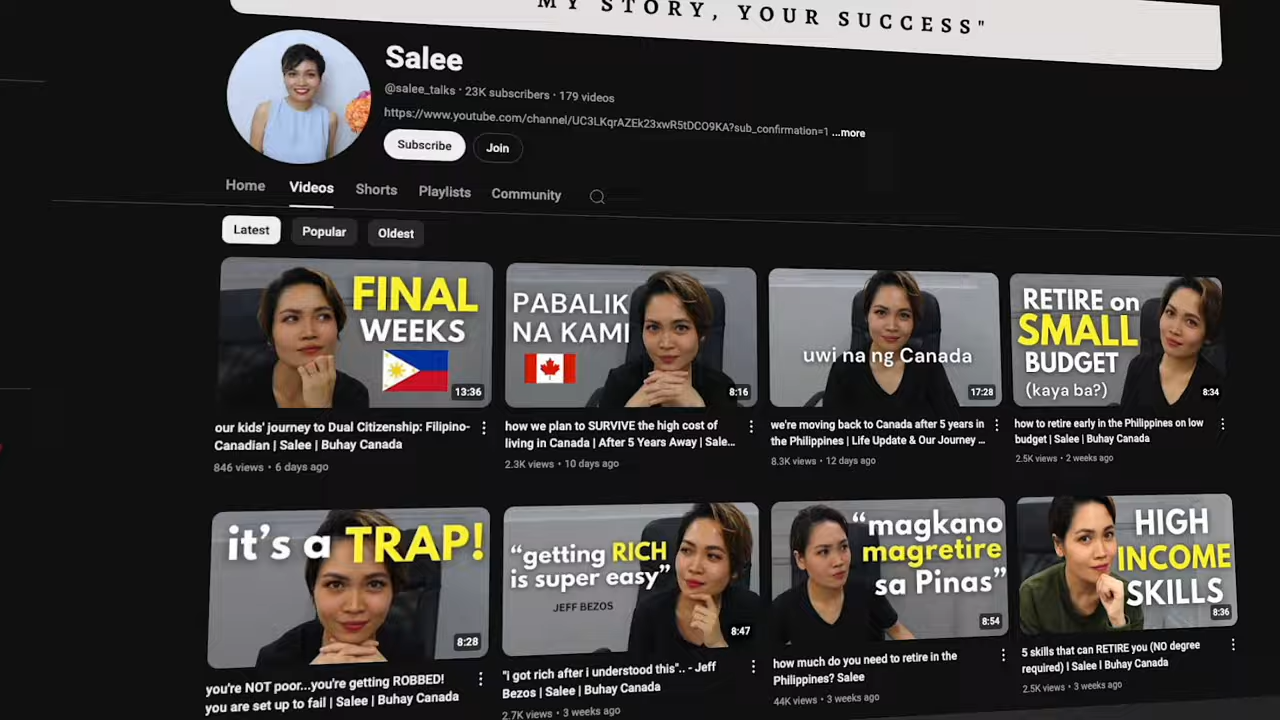 MY STORY, YOUR SUCCESS"
Salee
@salee_talks · 23K subscribers · 179 videos
https://www.youtube.com/channel/UC3LKqrAZEk23xwR5tDCO9KA?sub_confirmation=1 ...more
Subscribe
Join
Home
Videos
Shorts
Playlists
Community
Latest
Popular
Oldest
FINAL
WEEKS
13:36
our kids' journey to Dual Citizenship: Filipino-
Canadian | Salee | Buhay Canada
846 views · 6 days ago
PABALIK
NA KAMI
8:16
how we plan to SURVIVE the high cost of
living in Canada | After 5 Years Away | Sale...
2.3K views · 10 days ago
uwi na ng Canada
17:28
we're moving back to Canada after 5 years in
the Philippines | Life Update & Our Journey ...
8.3K views · 12 days ago
RETIRE on
SMALL
BUDGET
(kaya ba?)
8:34
how to retire early in the Philippines on low
budget | Salee | Buhay Canada
2.5K views · 2 weeks ago
it's a TRAP!
8:28
you're NOT poor...you're getting ROBBED!
you are set up to fail | Salee | Buhay Canada
"getting RICH
is super easy"
JEFF BEZOS
8:47
"i got rich after i understood this".. - Jeff
Bezos | Salee | Buhay Canada
2.7K views · 3 weeks ago
"magkano
magretire
sa Pinas"
8:54
how much do you need to retire in the
Philippines? Salee
44K views · 3 weeks ago
HIGH
INCOME
SKILLS
8:36
5 skills that can RETIRE you (NO degree
required) I Salee I Buhay Canada
2.5K views · 3 weeks ago